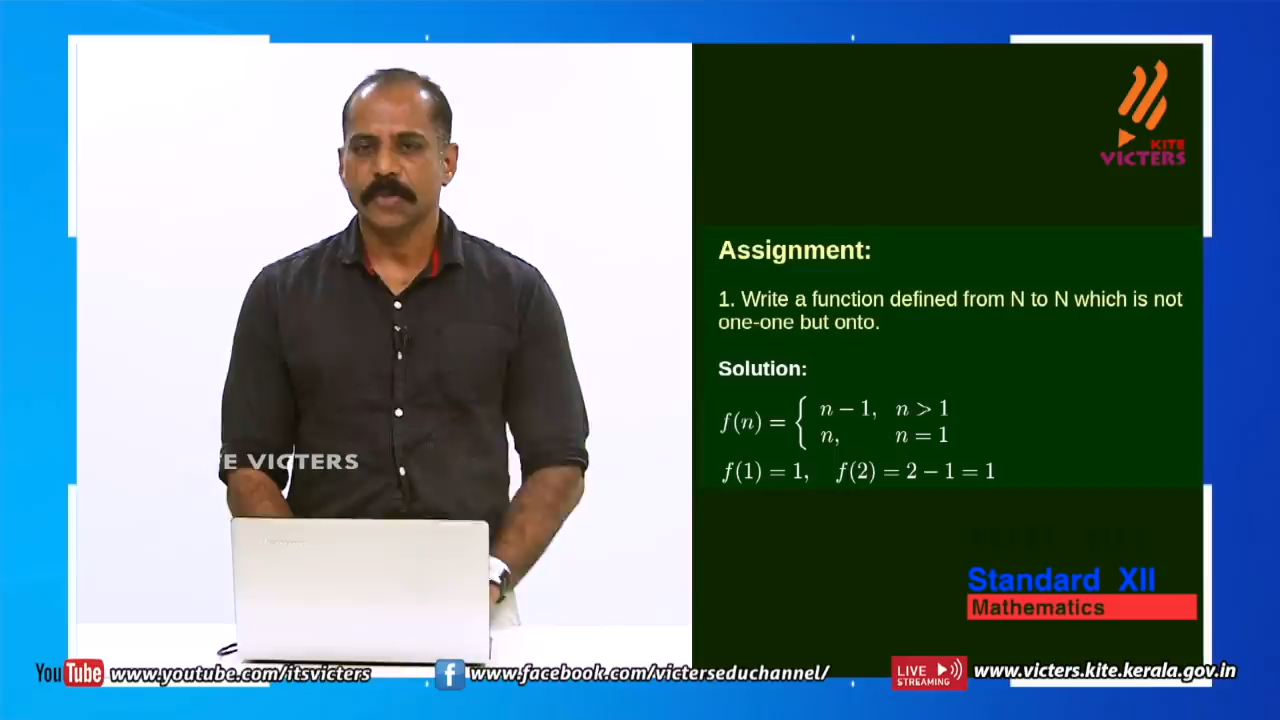 KITE
VICTERS
Assignment:
1. Write a function defined from N to N which is not
one-one but onto.
Solution:
f(n) = { n − 1, n > 1
n, n = 1
f(1) = 1, f(2) = 2 − 1 = 1
E VICTERS
Standard XII
Mathematics
YouTube www.youtube.com/itsvicters
f www.facebook.com/victerseduchannel/
LIVE STREAMING www.victers.kite.kerala.gov.in